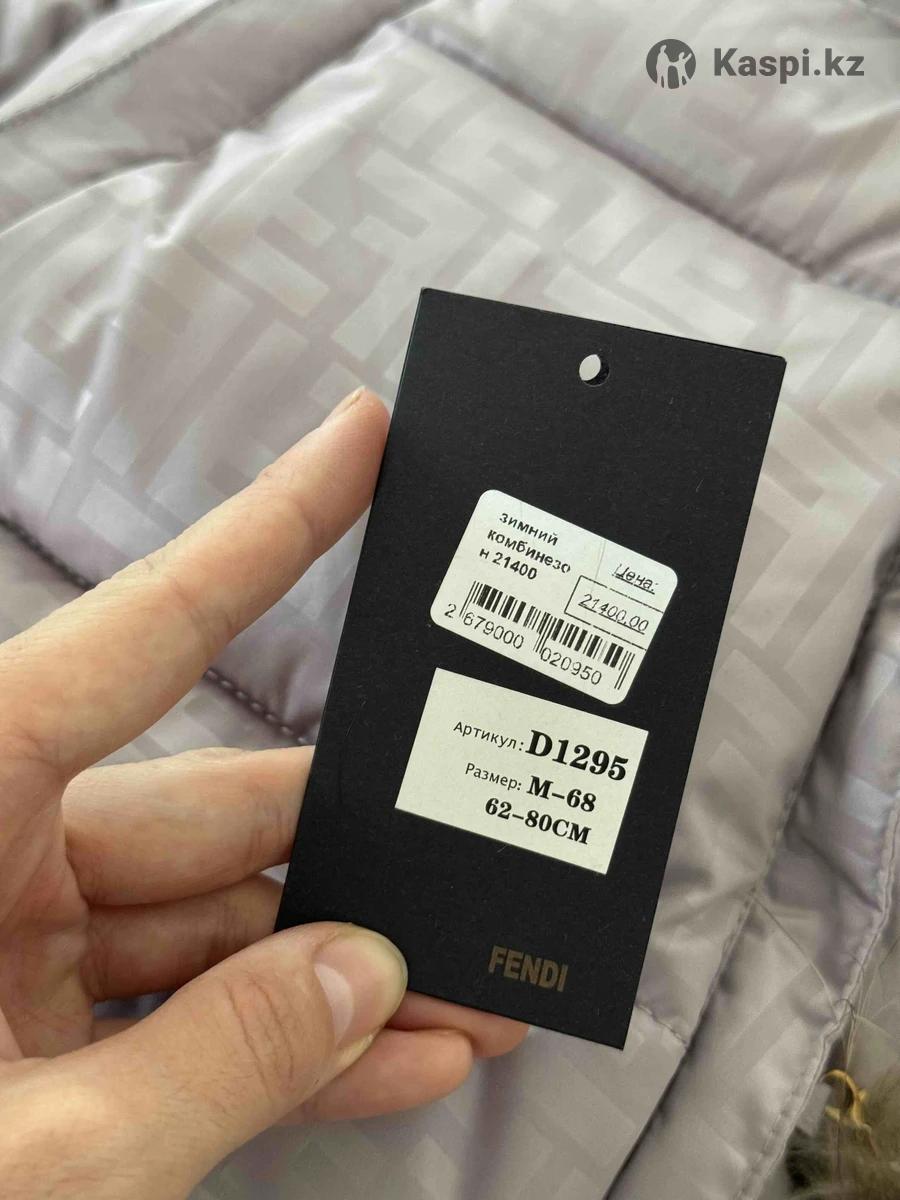 Kaspi.kz
зимний
комбинезо
н 21400
Цена:
21400,00
2 679000 020950
Артикул: D1295
Размер: M-68
62-80CM
FENDI